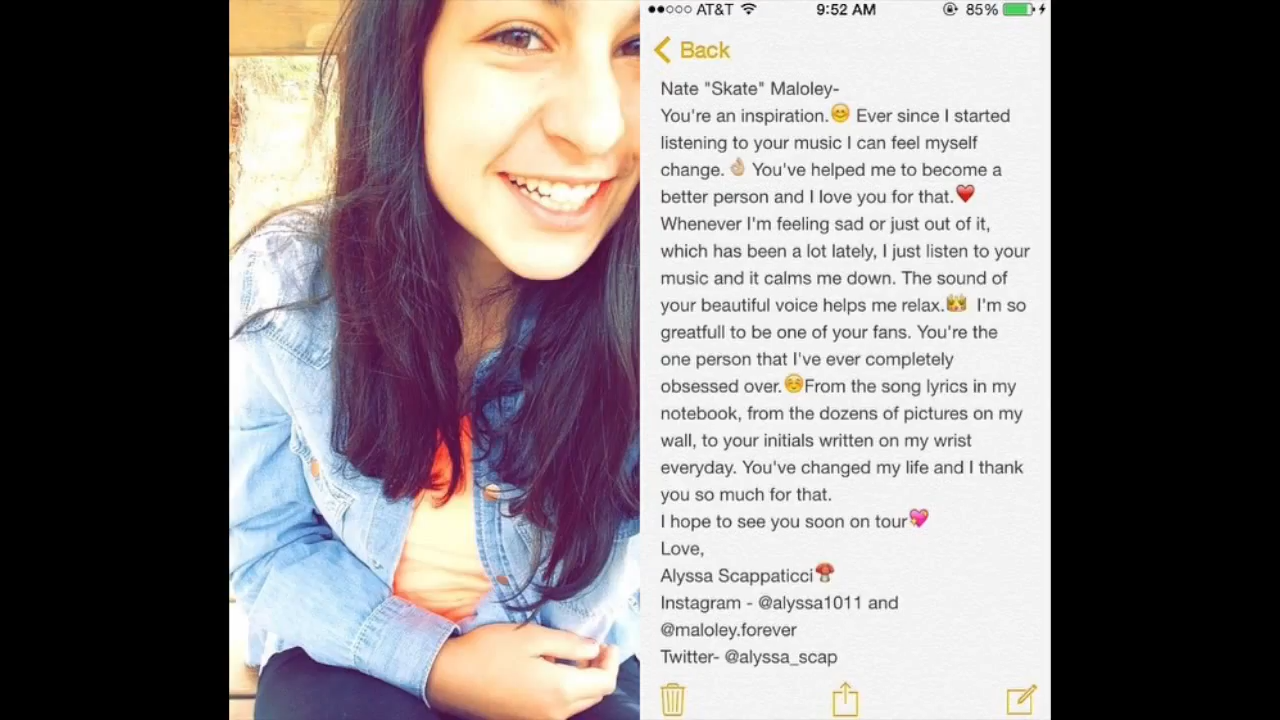 ●●○○○ AT&T 9:52 AM 85%
Back
Nate "Skate" Maloley-
You're an inspiration.😊 Ever since I started
listening to your music I can feel myself
change.👌🏼 You've helped me to become a
better person and I love you for that.❤️
Whenever I'm feeling sad or just out of it,
which has been a lot lately, I just listen to your
music and it calms me down. The sound of
your beautiful voice helps me relax.👑 I'm so
greatfull to be one of your fans. You're the
one person that I've ever completely
obsessed over.☺️From the song lyrics in my
notebook, from the dozens of pictures on my
wall, to your initials written on my wrist
everyday. You've changed my life and I thank
you so much for that.
I hope to see you soon on tour💖
Love,
Alyssa Scappaticci🍄
Instagram - @alyssa1011 and
@maloley.forever
Twitter- @alyssa_scap